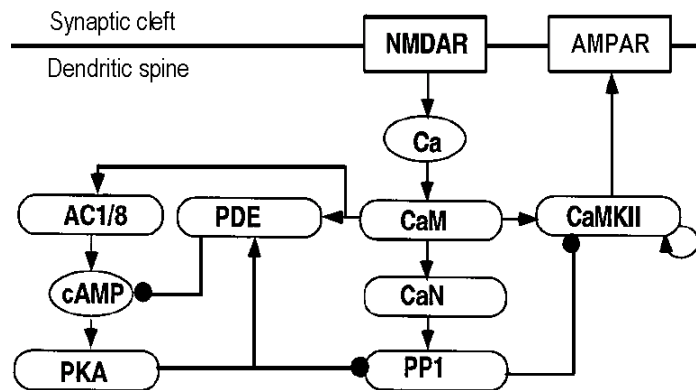 Synaptic cleft
NMDAR
AMPAR
Dendritic spine
Ca
AC1/8
PDE
CaM
CaMKII
cAMP
CaN
PKA
PP1